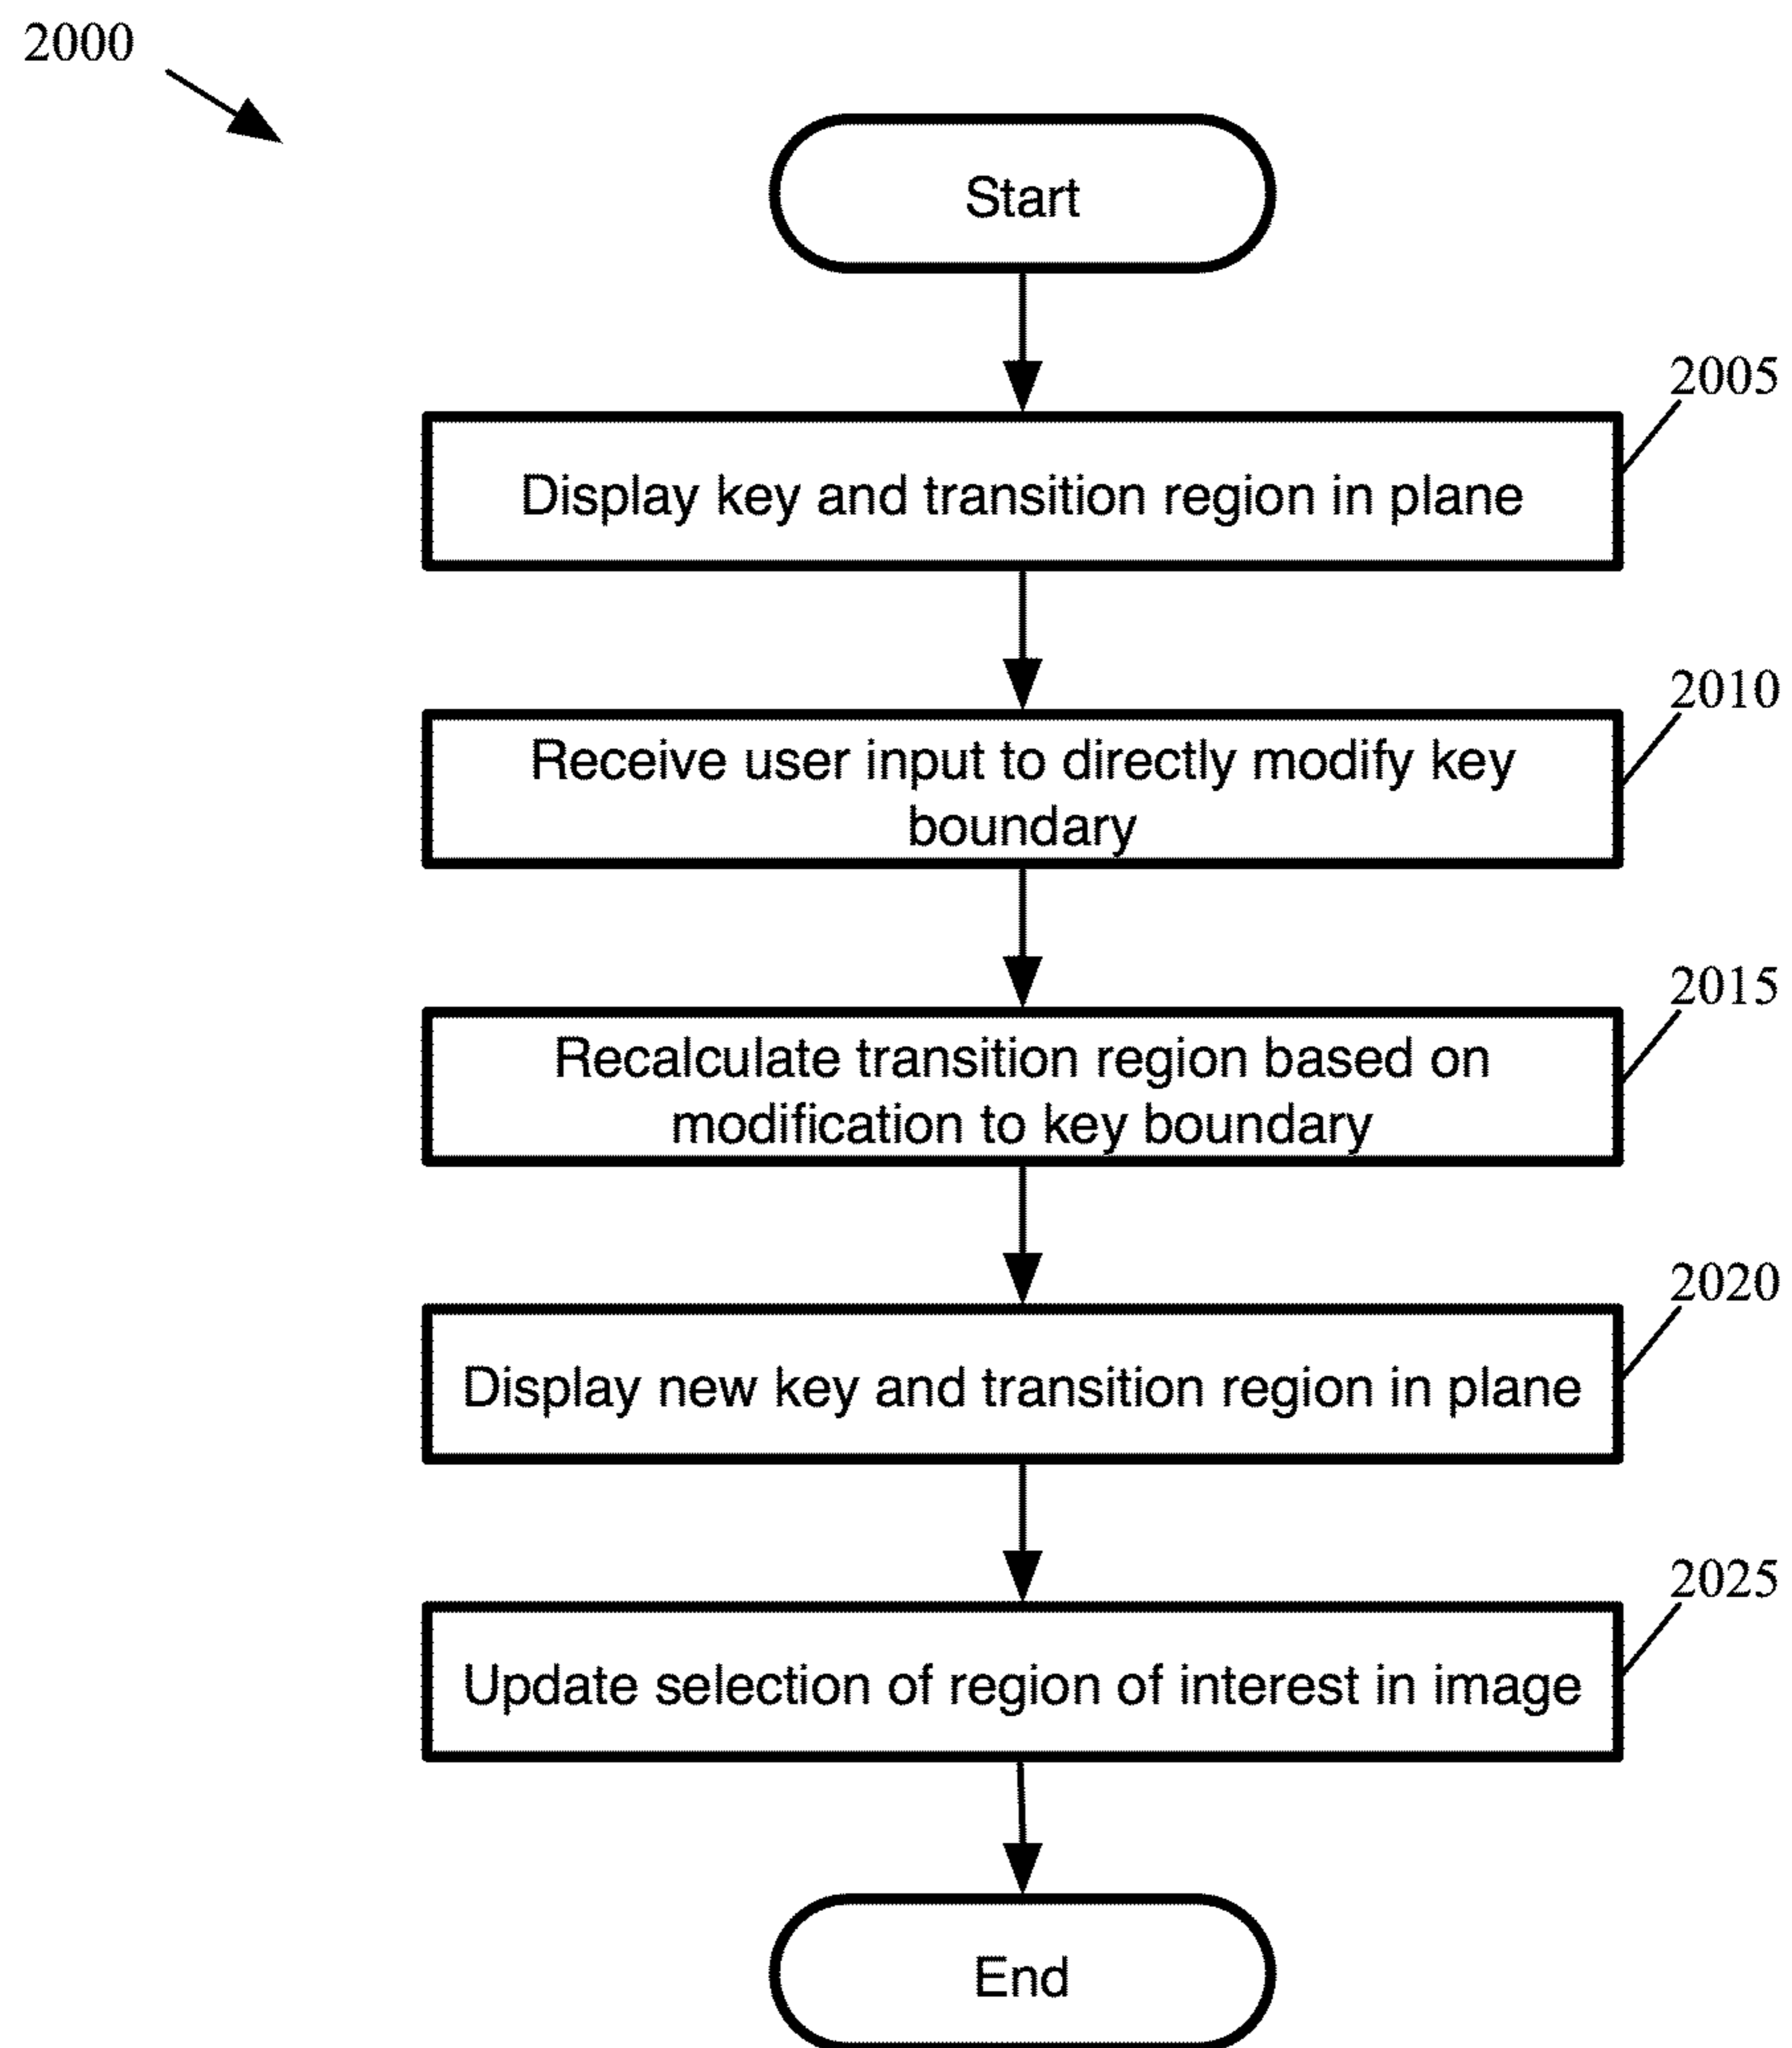 2000
Start
2005
Display key and transition region in plane
2010
Receive user input to directly modify key
boundary
2015
Recalculate transition region based on
modification to key boundary
2020
Display new key and transition region in plane
2025
Update selection of region of interest in image
End